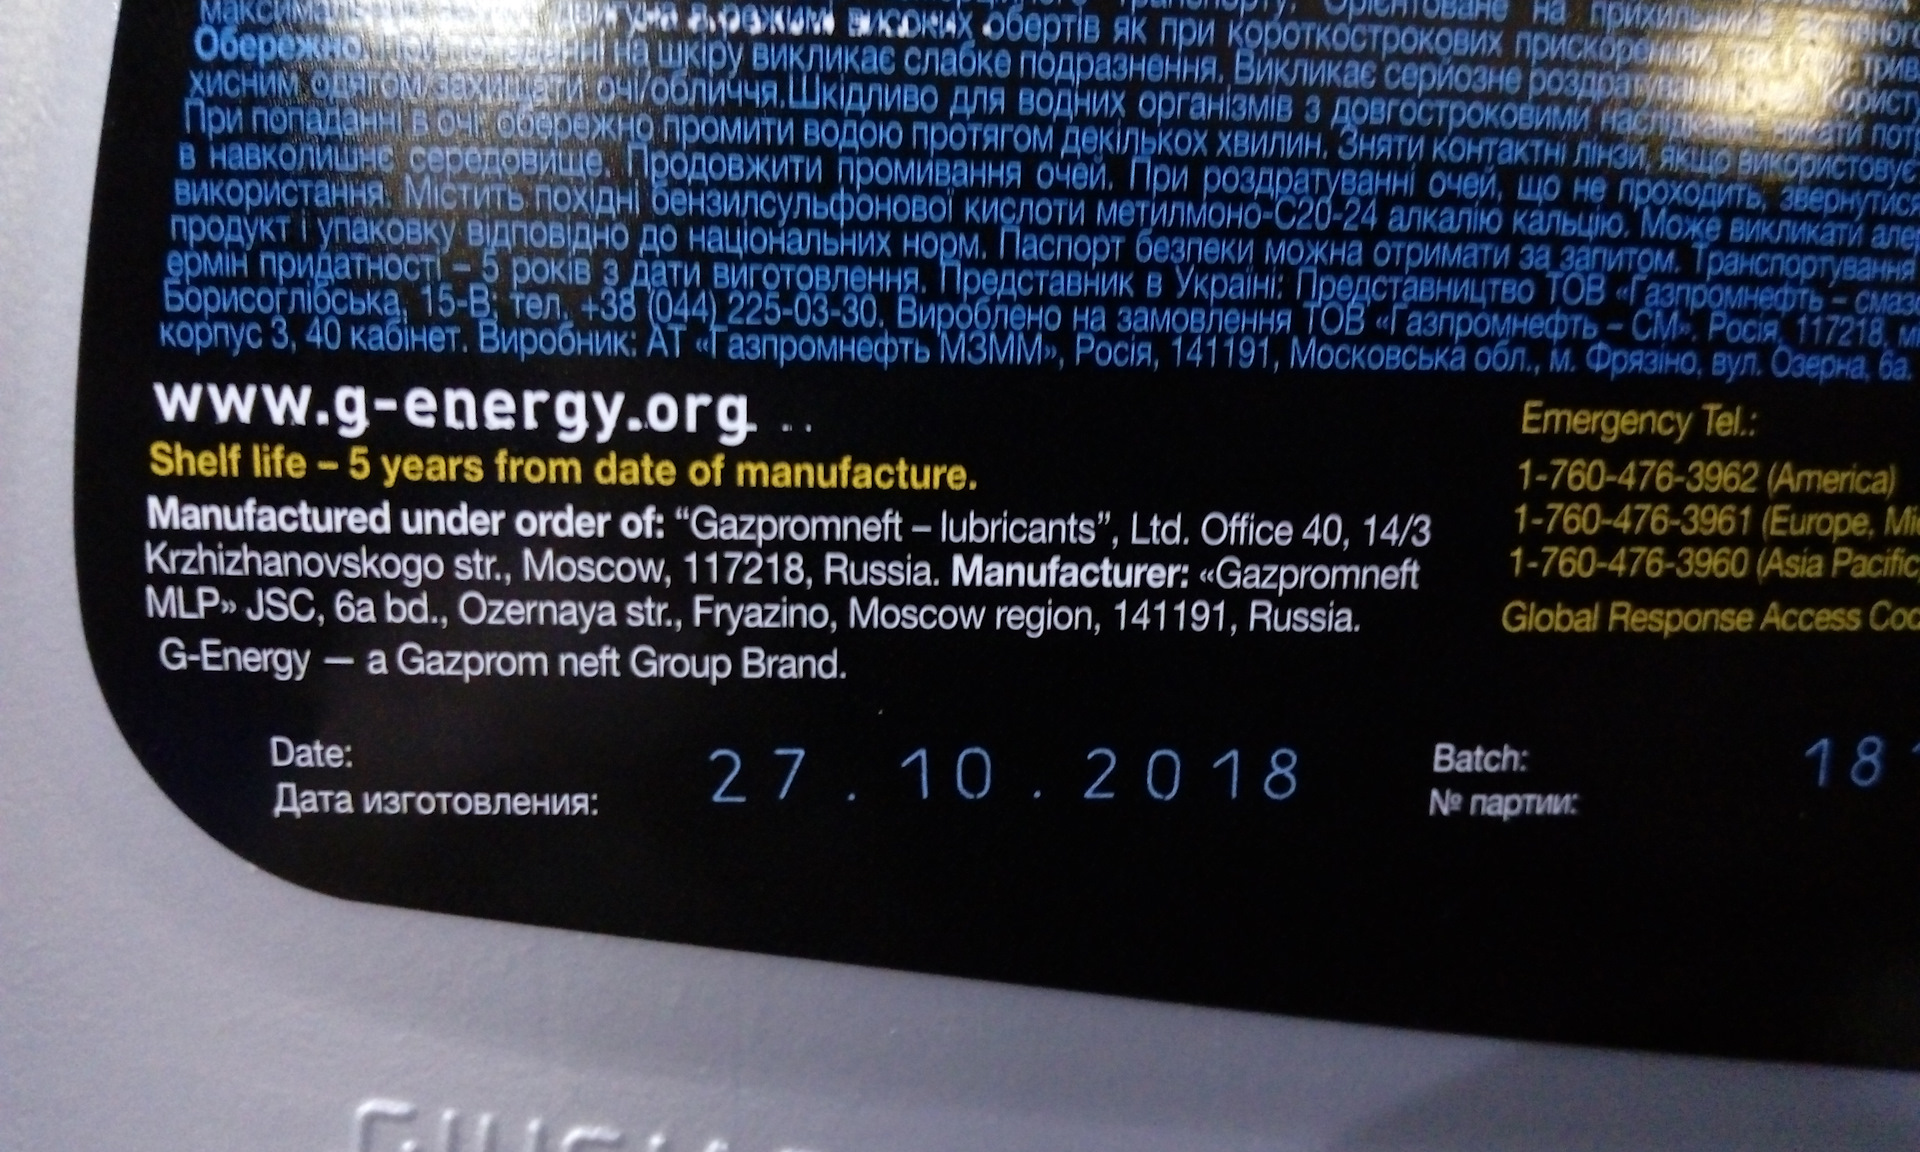 обертів як при короткострокових прискореннях,
Обережно. на шкіру викликає слабке подразнення. Викликає серйозне
хисним одягом/захищати очі/обличчя. Шкідливо для водних організмів з довгостроковими
При попаданні в очі: обережно промити водою протягом декількох хвилин. Зняти контактні лінзи, якщо
в навколишнє середовище. Продовжити промивання очей. При роздратуванні очей, що не проходить, звернутися
використання. Містить похідні бензилсульфонової кислоти метилмоно-C20-24 алкалію кальцію. Може викликати
продукт і упаковку відповідно до національних норм. Паспорт безпеки можна отримати за запитом. Транспортування
ермін придатності – 5 років з дати виготовлення. Представник в Україні: Представництво ТОВ «Газпромнефть –
Борисоглібська, 15-В; тел. +38 (044) 225-03-30. Вироблено на замовлення ТОВ «Газпромнефть – СМ». Росія, 117218,
корпус 3, 40 кабінет. Виробник: АТ «Газпромнефть МЗММ», Росія, 141191, Московська обл., м. Фрязіно, вул. Озерна, 6а.
www.g-energy.org
Shelf life – 5 years from date of manufacture.
Manufactured under order of: “Gazpromneft – lubricants”, Ltd. Office 40, 14/3
Krzhizhanovskogo str., Moscow, 117218, Russia. Manufacturer: «Gazpromneft
MLP» JSC, 6a bd., Ozernaya str., Fryazino, Moscow region, 141191, Russia.
G-Energy — a Gazprom neft Group Brand.
Emergency Tel.:
1-760-476-3962 (America)
1-760-476-3961 (Europe,
1-760-476-3960 (Asia Pacific
Global Response Access
Date:
Дата изготовления:
27.10.2018
Batch:
№ партии:
18